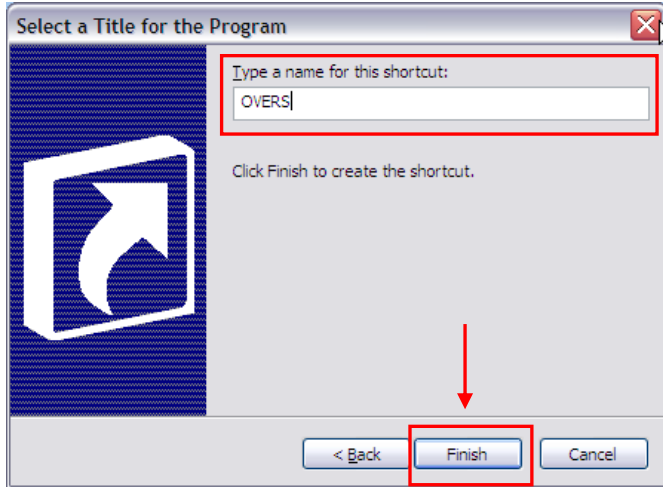 Select a Title for the Program
Type a name for this shortcut:
OVERS
Click Finish to create the shortcut.
< Back
Finish
Cancel